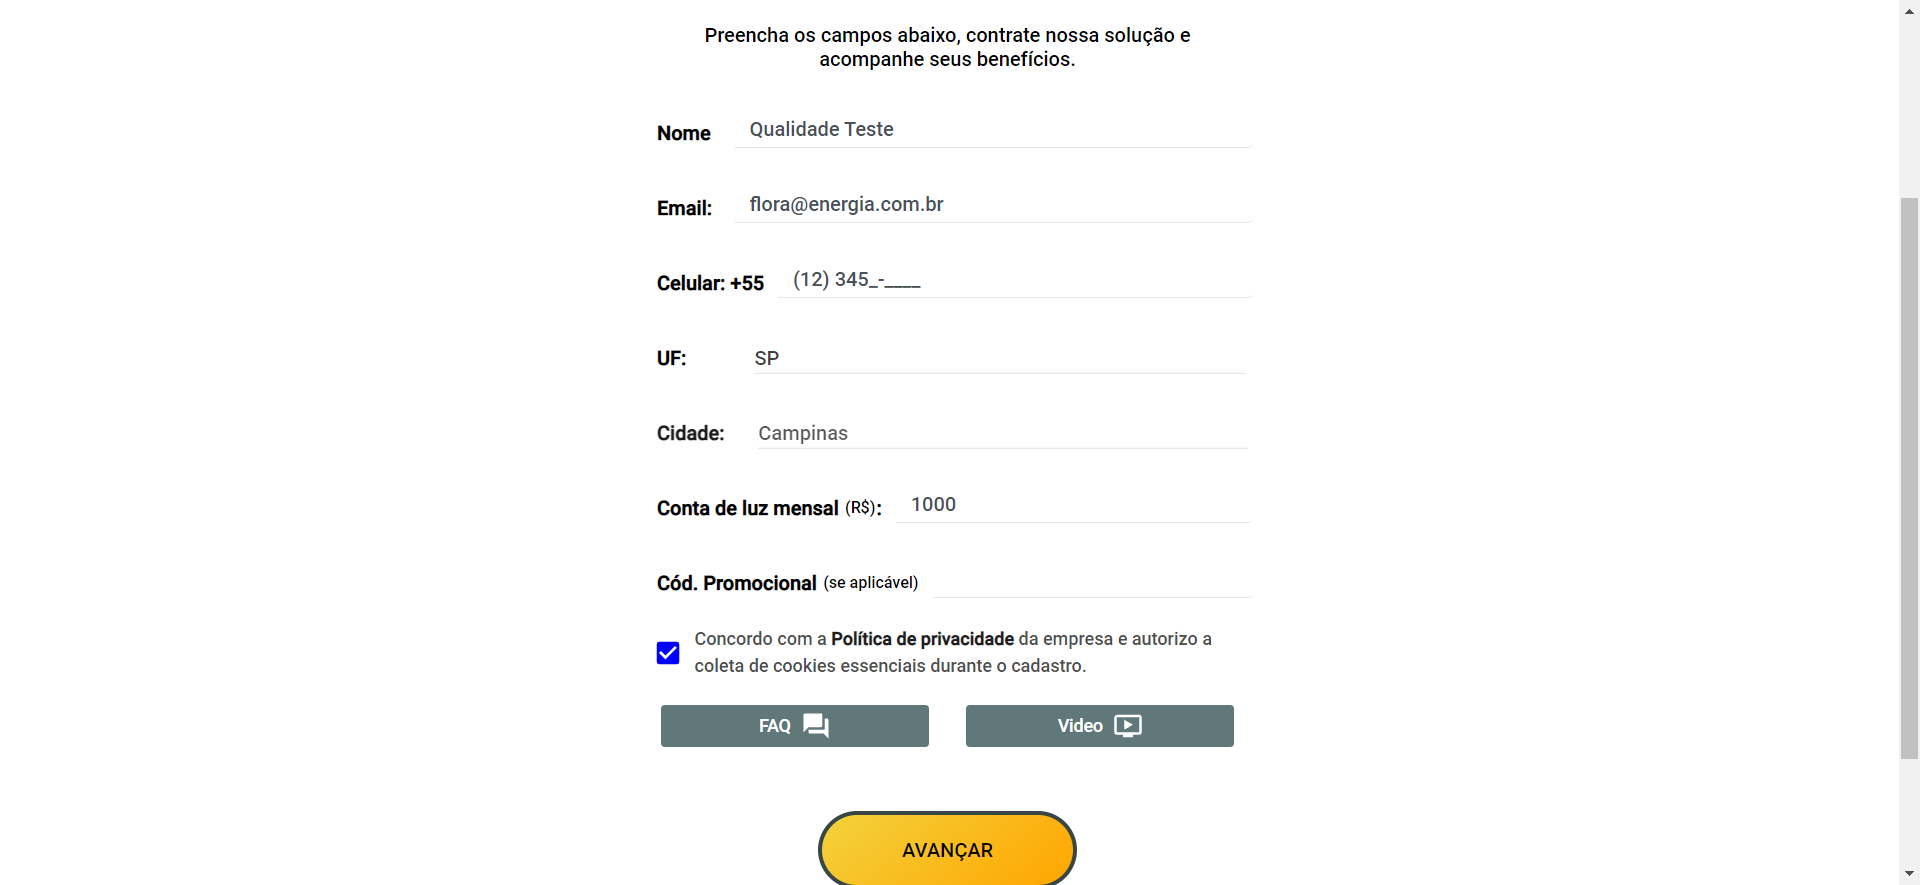 Preencha os campos abaixo, contrate nossa solução e
acompanhe seus benefícios.
Nome Qualidade Teste
Email: flora@energia.com.br
Celular: +55 (12) 345_-____
UF: SP
Cidade: Campinas
Conta de luz mensal (R$): 1000
Cód. Promocional (se aplicável)
Concordo com a Política de privacidade da empresa e autorizo a
coleta de cookies essenciais durante o cadastro.
FAQ Video
AVANÇAR